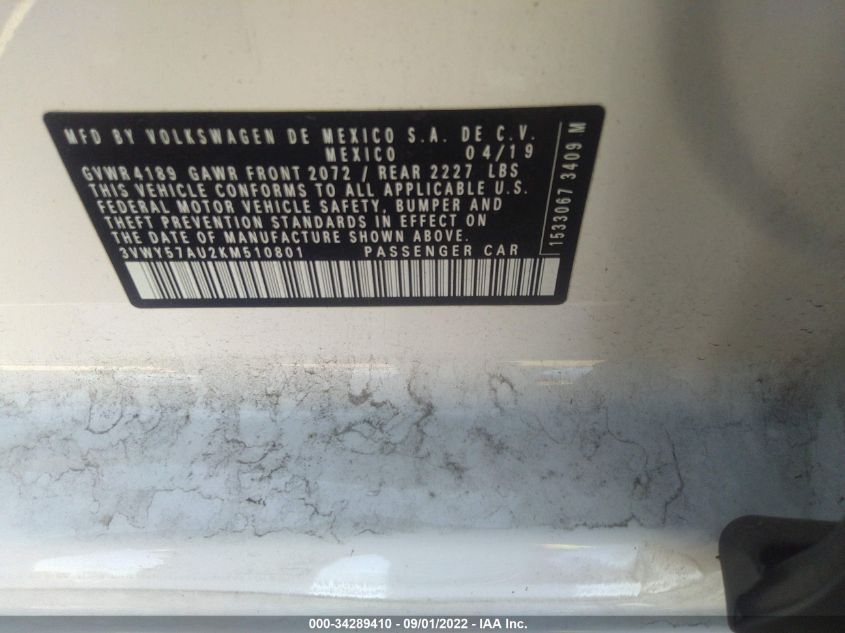 MFD BY VOLKSWAGEN DE MEXICO S.A. DE C.V.
MEXICO 04/19
GVWR4189 GAWR FRONT 2072 / REAR 2227 LBS
THIS VEHICLE CONFORMS TO ALL APPLICABLE U.S.
FEDERAL MOTOR VEHICLE SAFETY, BUMPER AND
THEFT PREVENTION STANDARDS IN EFFECT ON
THE DATE OF MANUFACTURE SHOWN ABOVE.
3VWY57AU2KM510801 PASSENGER CAR
1533067 3409 M
000-34289410 - 09/01/2022 - IAA Inc.